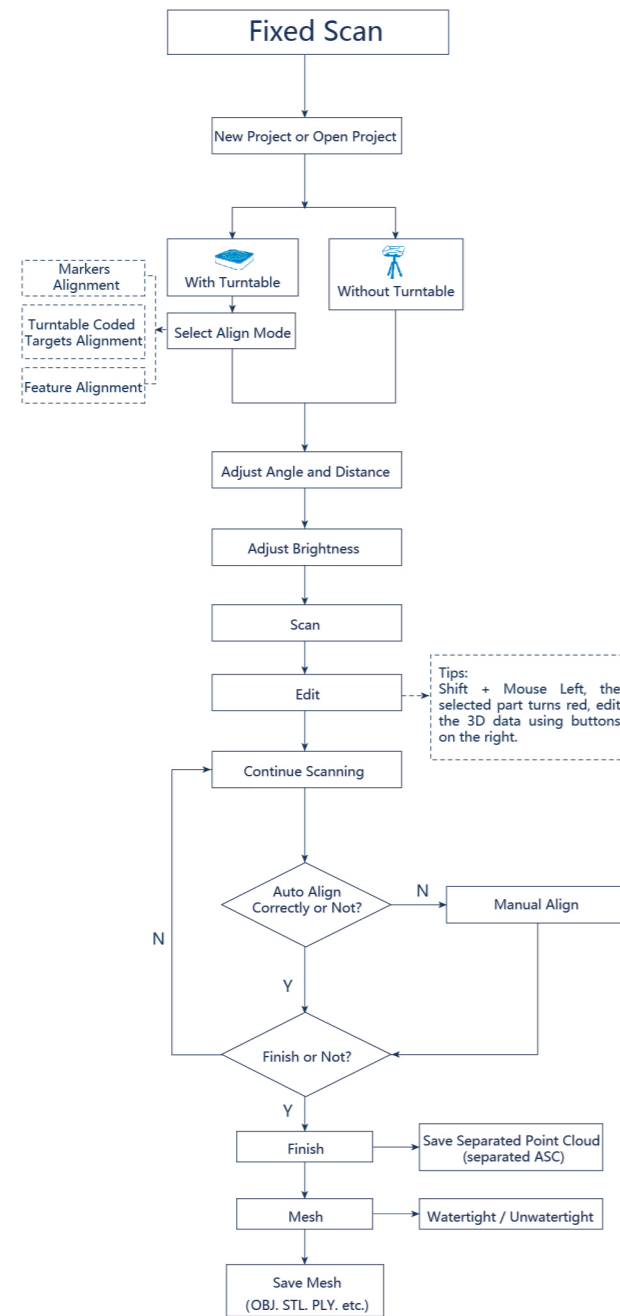 Fixed Scan
New Project or Open Project
With Turntable
Without Turntable
Markers
Alignment
Turntable Coded
Targets Alignment
Feature Alignment
Select Align Mode
Adjust Angle and Distance
Adjust Brightness
Scan
Edit
Tips:
Shift + Mouse Left, the
selected part turns red, edit
the 3D data using buttons
on the right.
Continue Scanning
Auto Align
Correctly or Not?
N
Manual Align
N
Y
Finish or Not?
Y
Finish
Save Separated Point Cloud
(separated ASC)
Mesh
Watertight / Unwatertight
Save Mesh
(OBJ. STL. PLY. etc.)